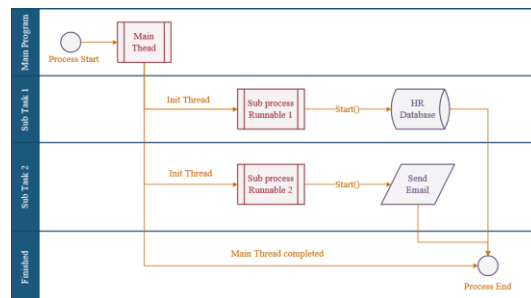 Main Program
Process Start
Main
Thead
Sub Task 1
Init Thread
Sub process
Runnable 1
Start()
HR
Database
Sub Task 2
Init Thread
Sub process
Runnable 2
Start()
Send
Email
Finished
Main Thread completed
Process End